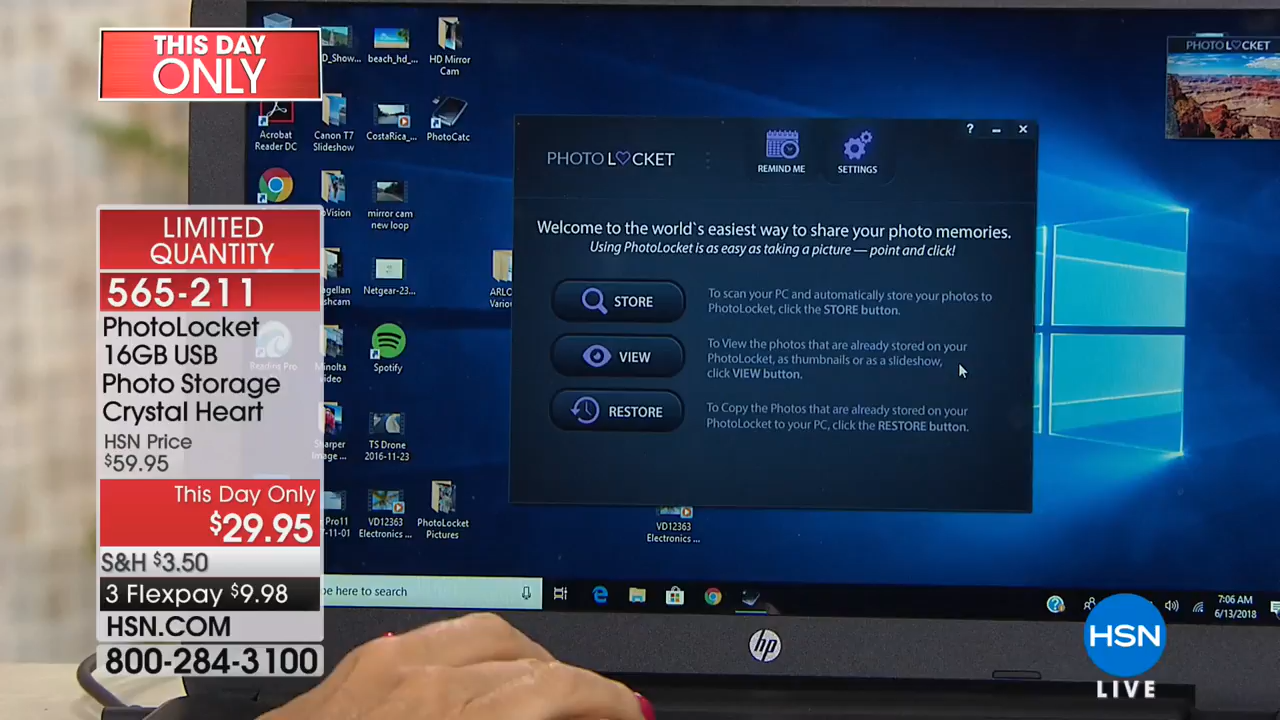 THIS DAY
ONLY
LIMITED
QUANTITY
565-211
PhotoLocket
16GB USB
Photo Storage
Crystal Heart
HSN Price
$59.95
This Day Only
$29.95
S&H $3.50
3 Flexpay $9.98
HSN.COM
800-284-3100
beach_hd_...
HD Mirror
Cam
Acrobat
Reader DC
Canon T7
Slideshow
CostaRica_...
PhotoCatc
mirror cam
new loop
Netgear-23...
Spotify
Minolta
video
Sharper
Image ...
TS Drone
2016-11-23
VD12363
Electronics ...
PhotoLocket
Pictures
VD12363
Electronics ...
PHOTO LOCKET
REMIND ME
SETTINGS
?
Welcome to the world`s easiest way to share your photo memories.
Using PhotoLocket is as easy as taking a picture — point and click!
STORE
To scan your PC and automatically store your photos to
PhotoLocket, click the STORE button.
VIEW
To View the photos that are already stored on your
PhotoLocket, as thumbnails or as a slideshow,
click VIEW button.
RESTORE
To Copy the Photos that are already stored on your
PhotoLocket to your PC, click the RESTORE button.
PHOTO LOCKET
here to search
7:06 AM
6/13/2018
hp
HSN
LIVE